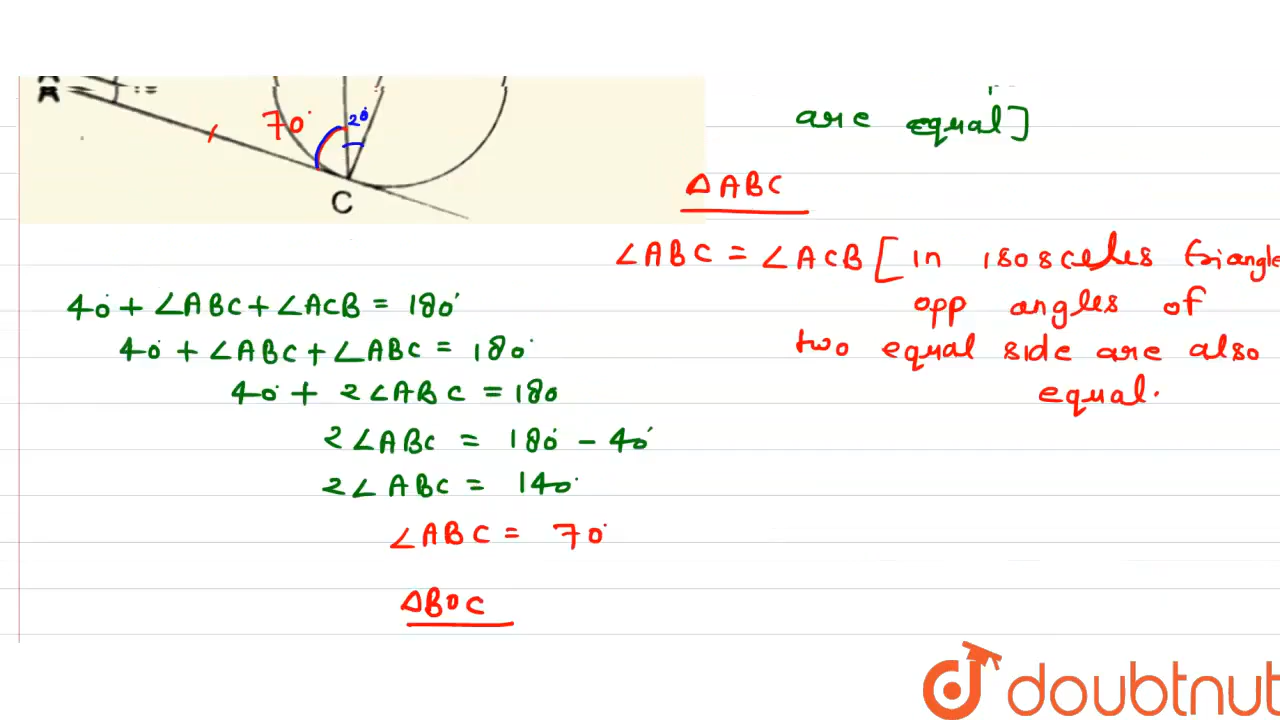 A
70°
20°
C
are equal]
△ABC
∠ABC = ∠ACB [in isosceles triangle
opp angles of
two equal side are also
equal.
40° + ∠ABC + ∠ACB = 180°
40° + ∠ABC + ∠ABC = 180°
40° + 2∠ABC = 180
2∠ABC = 180° - 40°
2∠ABC = 140°
∠ABC = 70°
△BOC
doubtnut